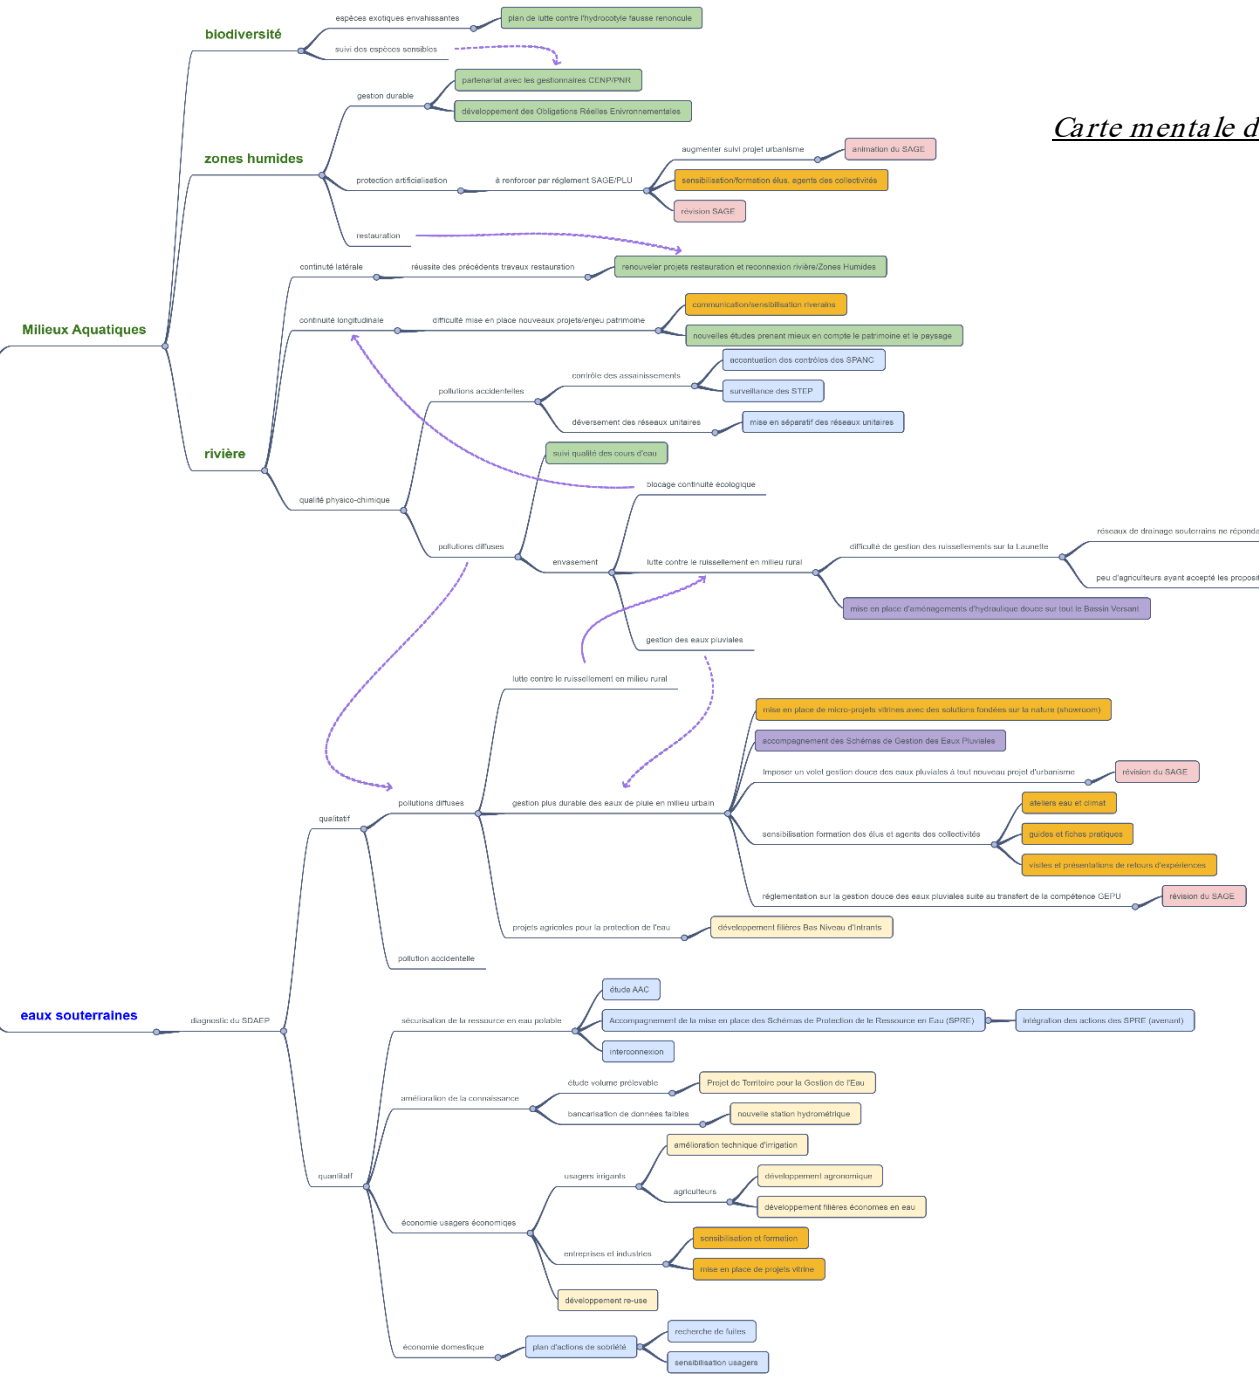 espèces exotiques envahissantes
plan de lutte contre l'hydrocotyle fausse renoncule
biodiversité
suivi des espèces sensibles
partenariat avec les gestionnaires CENP/PNR
gestion durable
développement des Obligations Réelles Enivronnementales
Carte mentale d
augmenter suivi projet urbanisme
animation du SAGE
zones humides
protection artificialisation
à renforcer par réglement SAGE/PLU
sensibilisation/formation élus, agents des collectivités
révision SAGE
restauration
continuté latérale
réussite des précédents travaux restauration
renouveler projets restauration et reconnexion rivière/Zones Humides
communication/sensibilisation riverains
Milieux Aquatiques
continuité longitudinale
difficulté mise en place nouveaux projets/enjeu patrimoine
nouvelles études prenant mieux en compte le patrimoine et le paysage
accentuation des contrôles des SPANC
contrôle des assainissements
pollutions accidentelles
surveillance des STEP
déversement des réseaux unitaires
mise en séparatif des réseaux unitaires
rivière
suivi qualité des cours d'eau
blocage continuité écologique
qualité physico-chimique
réseaux de drainage souterrains ne réponda
pollutions diffuses
difficulté de gestion des ruissellements sur la Launette
envasement
lutte contre le ruissellement en milieu rural
peu d'agriculteurs ayant accepté les proposit
mise en place d'aménagements d'hydraulique douce sur tout le Bassin Versant
gestion des eaux pluviales
lutte contre le ruissellement en milieu rural
mise en place de micro-projets vitrines avec des solutions fondées sur la nature (showroom)
accompagnement des Schémas de Gestion des Eaux Pluviales
Imposer un volet gestion douce des eaux pluviales à tout nouveau projet d'urbanisme
révision du SAGE
pollutions diffuses
gestion plus durable des eaux de pluie en milieu urbain
ateliers eau et climat
qualitatif
sensibilisation formation des élus et agents des collectivités
guides et fiches pratiques
visites et présentations de retours d'expériences
réglementation sur la gestion douce des eaux pluviales suite au transfert de la compétence GEPU
révision du SAGE
projets agricoles pour la protection de l'eau
développement filières Bas Niveau d'Intrants
pollution accidentelle
étude AAC
eaux souterraines
diagnostic du SDAEP
sécurisation de la ressource en eau potable
Accompagnement de la mise en place des Schémas de Protection de le Ressource en Eau (SPRE)
intégration des actions des SPRE (avenant)
interconnexion
étude volume prélevable
Projet de Territoire pour la Gestion de l'Eau
amélioration de la connaissance
bancarisation de données faibles
nouvelle station hydrométrique
amélioration technique d'irrigation
quantitatif
usagers irrigants
développement agronomique
agriculteurs
développement filières économes en eau
économie usagers économiqes
sensibilisation et formation
entreprises et industries
mise en place de projets vitrine
développement re-use
recherche de fuites
économie domestique
plan d'actions de sobriété
sensibilisation usagers